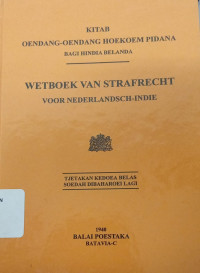 KITAB
OENDANG-OENDANG HOEKOEM PIDANA
BAGI HINDIA BELANDA
WETBOEK VAN STRAFRECHT
VOOR NEDERLANDSCH-INDIE
TJETAKAN KEDOEA BELAS
SOEDAH DIBAHAROEI LAGI
1940
BALAI POESTAKA
BATAVIA-C